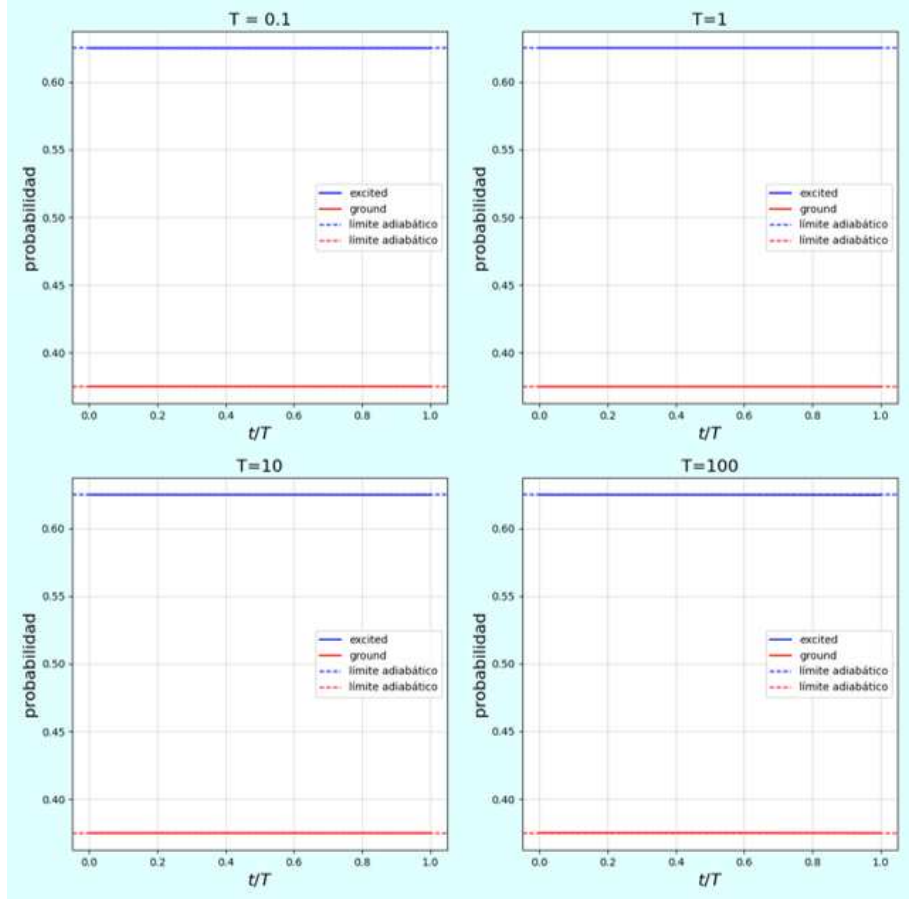 T = 0.1
probabilidad
0.60
0.55
0.50
0.45
0.40
excited
ground
límite adiabático
límite adiabático
0.0 0.2 0.4 0.6 0.8 1.0
t/T
T=1
probabilidad
0.60
0.55
0.50
0.45
0.40
excited
ground
límite adiabático
límite adiabático
0.0 0.2 0.4 0.6 0.8 1.0
t/T
T=10
probabilidad
0.60
0.55
0.50
0.45
0.40
excited
ground
límite adiabático
límite adiabático
0.0 0.2 0.4 0.6 0.8 1.0
t/T
T=100
probabilidad
0.60
0.55
0.50
0.45
0.40
excited
ground
límite adiabático
límite adiabático
0.0 0.2 0.4 0.6 0.8 1.0
t/T